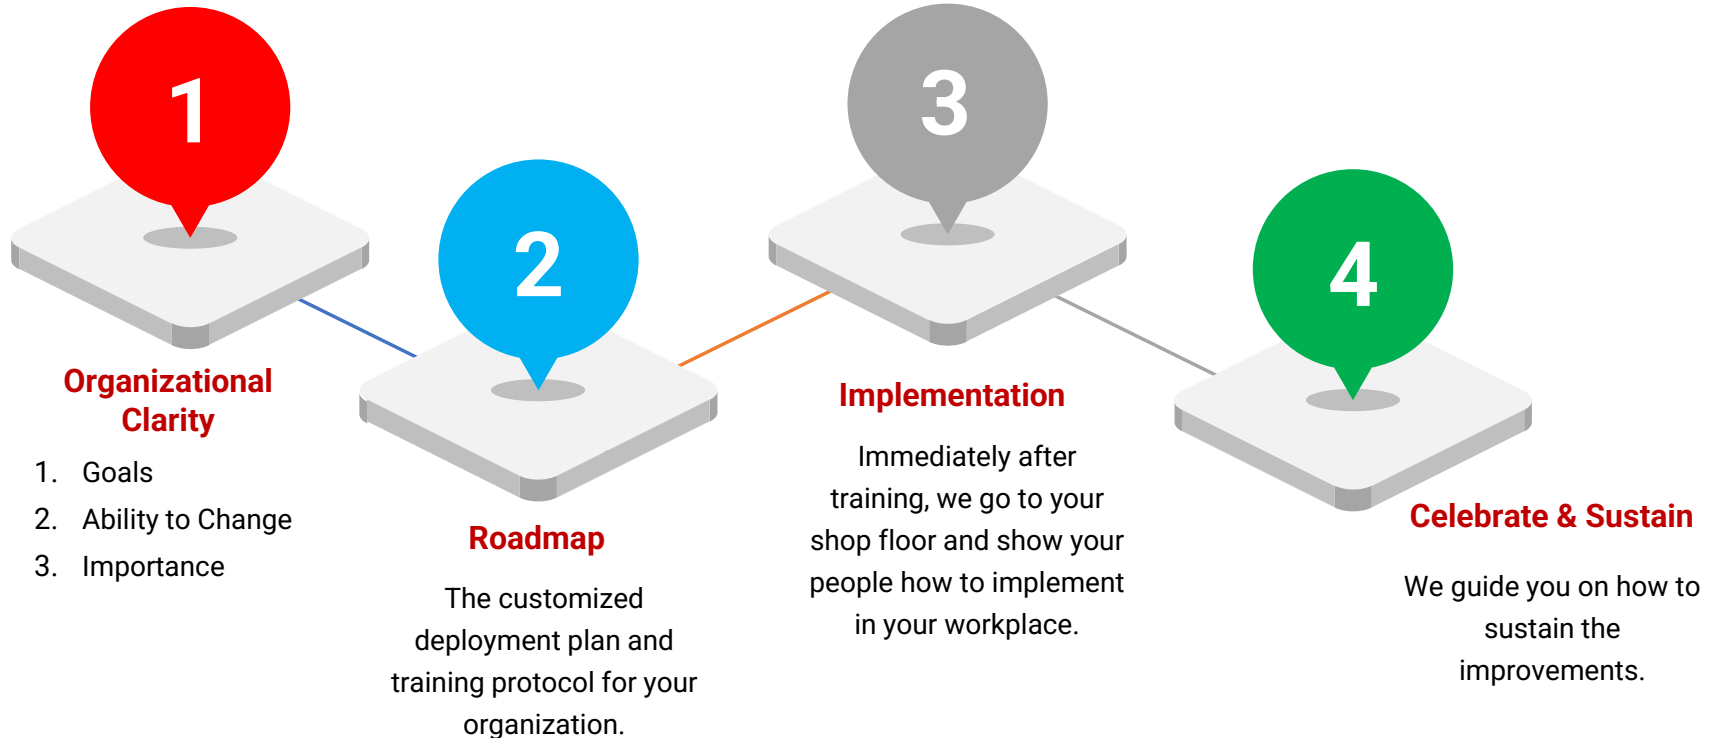 1
Organizational
Clarity
1. Goals
2. Ability to Change
3. Importance
2
Roadmap
The customized
deployment plan and
training protocol for your
organization.
3
Implementation
Immediately after
training, we go to your
shop floor and show your
people how to implement
in your workplace.
4
Celebrate & Sustain
We guide you on how to
sustain the
improvements.